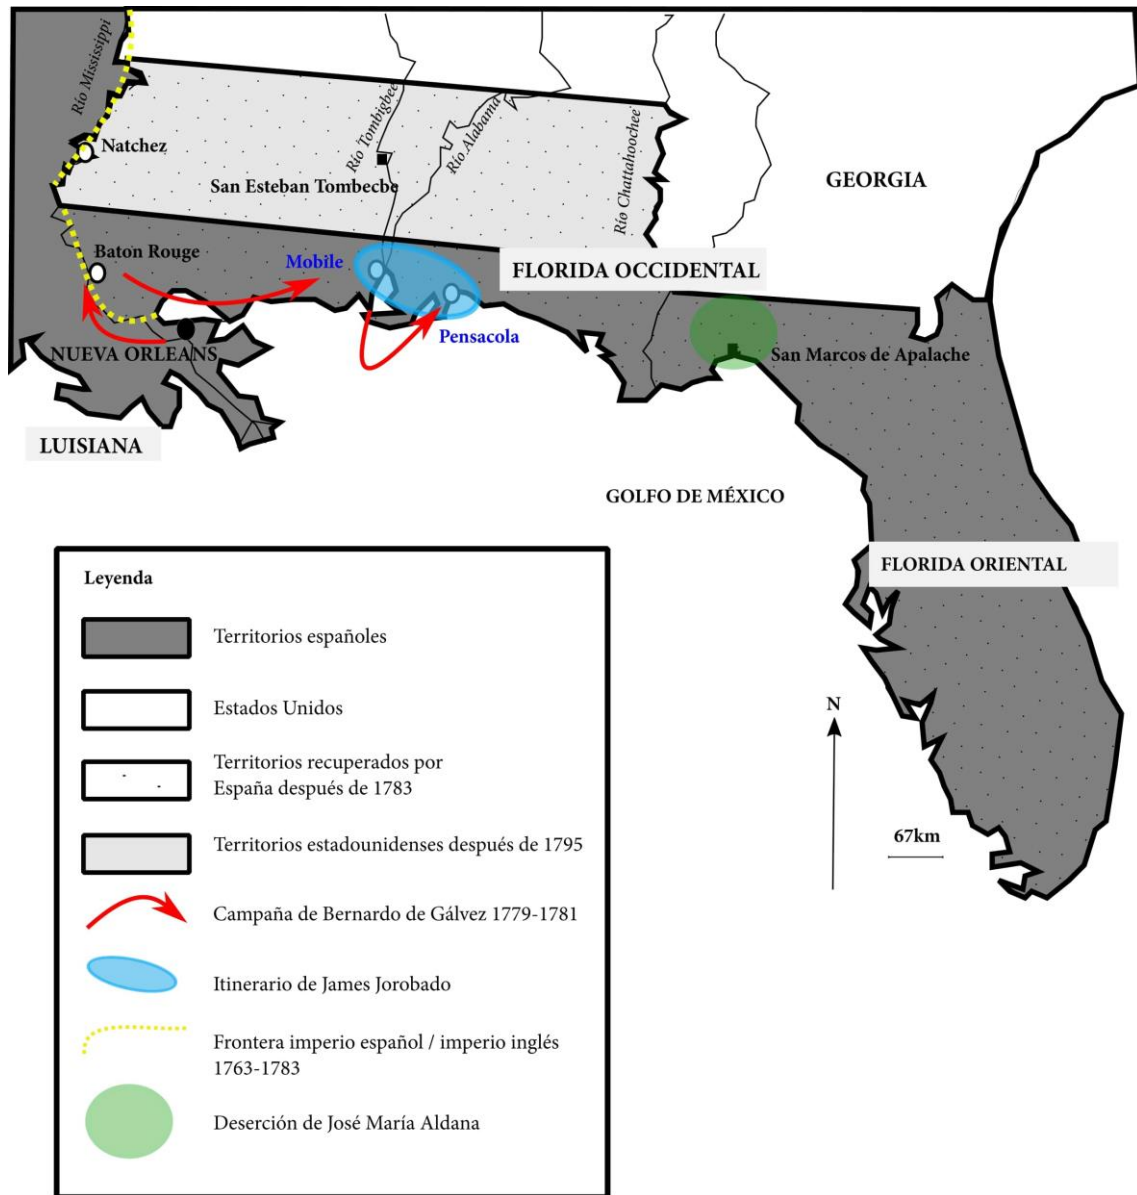 Río Mississippi
Natchez
Río Tombigbee
Río Alabama
San Esteban Tombecbe
Río Chattahoochee
GEORGIA
Baton Rouge
Mobile
FLORIDA OCCIDENTAL
Pensacola
NUEVA ORLEANS
San Marcos de Apalache
LUISIANA
GOLFO DE MÉXICO
FLORIDA ORIENTAL
N
67km
Leyenda
Territorios españoles
Estados Unidos
Territorios recuperados por
España después de 1783
Territorios estadounidenses después de 1795
Campaña de Bernardo de Gálvez 1779-1781
Itinerario de James Jorobado
Frontera imperio español / imperio inglés
1763-1783
Deserción de José María Aldana